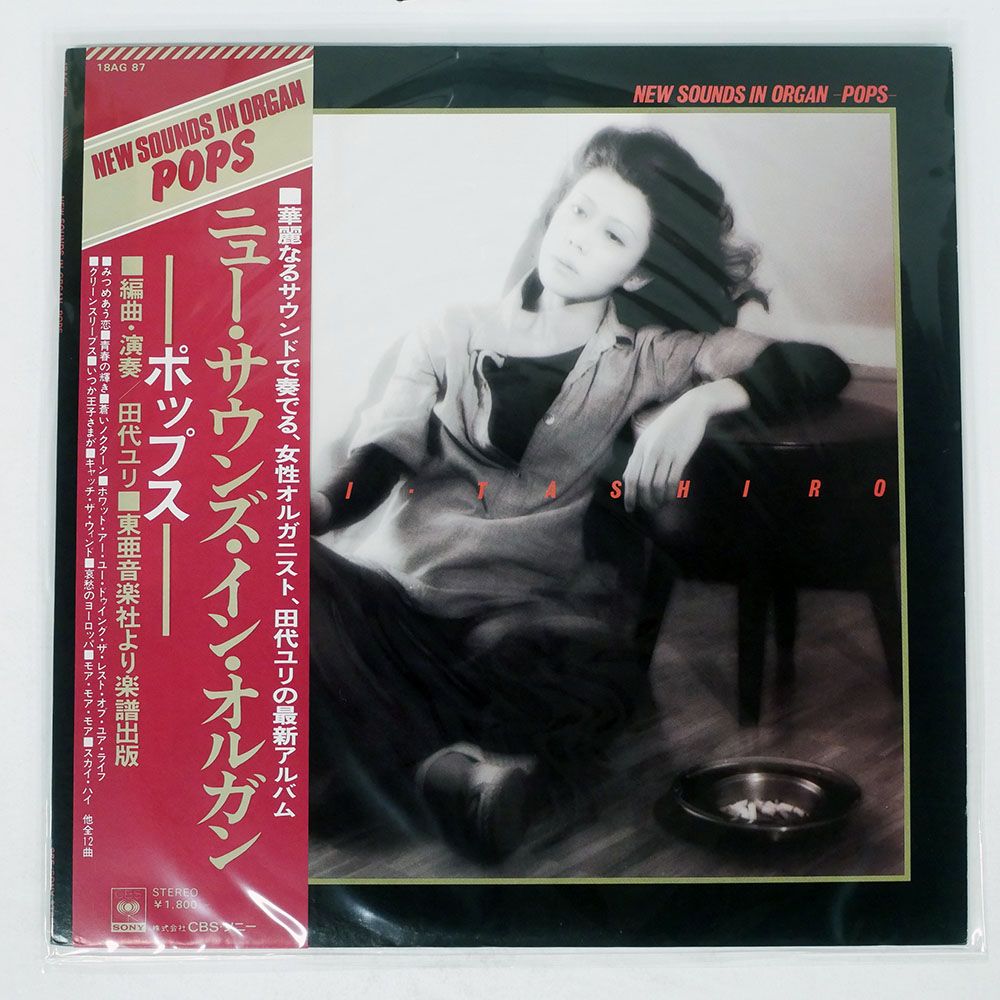 18AG 87
NEW SOUNDS IN ORGAN
POPS
ニュー・サウンズ・イン・オルガン
―ポップス―
■華麗なるサウンドで奏でる、女性オルガニスト、田代ユリの最新アルバム
■編曲・演奏／田代ユリ■東亜音楽社より楽譜出版
■みつめあう恋■青春の輝き■蒼いノクターン■ホワット・アー・ユー・ドゥイング・ザ・レスト・オブ・ユア・ライフ
■クリーンスリーブス■いつか王子さまが■キャッチ・ザ・ウィンド■哀愁のヨーロッパ■モア・モア・モア■スカイ・ハイ 他全12曲
CBS
SONY
STEREO
¥1,800
株式会社CBS・ソニー
NEW SOUNDS IN ORGAN -POPS-
I・TASHIRO